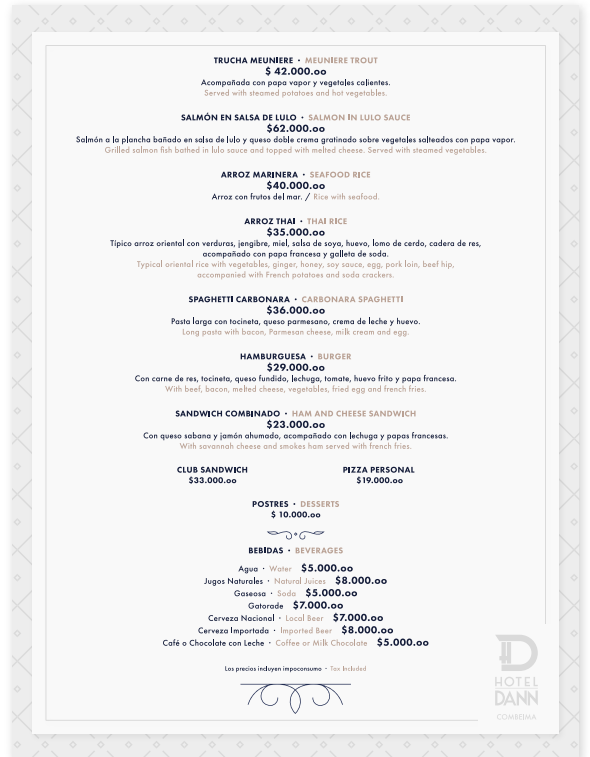 TRUCHA MEUNIERE · MEUNIERE TROUT
$ 42.000.oo
Acompañada con papa vapor y vegetales calientes.
Served with steamed potatoes and hot vegetables.
SALMÓN EN SALSA DE LULO · SALMON IN LULO SAUCE
$62.000.oo
Salmón a la plancha bañado en salsa de lulo y queso doble crema gratinado sobre vegetales salteados con papa vapor.
Grilled salmon fish bathed in lulo sauce and topped with melted cheese. Served with steamed vegetables.
ARROZ MARINERA · SEAFOOD RICE
$40.000.oo
Arroz con frutos del mar. / Rice with seafood.
ARROZ THAI · THAI RICE
$35.000.oo
Típico arroz oriental con verduras, jengibre, miel, salsa de soya, huevo, lomo de cerdo, cadera de res,
acompañado con papa francesa y galleta de soda.
Typical oriental rice with vegetables, ginger, honey, soy sauce, egg, pork loin, beef hip,
accompanied with French potatoes and soda crackers.
SPAGHETTI CARBONARA · CARBONARA SPAGHETTI
$36.000.oo
Pasta larga con tocineta, queso parmesano, crema de leche y huevo.
Long pasta with bacon, Parmesan cheese, milk cream and egg.
HAMBURGUESA · BURGER
$29.000.oo
Con carne de res, tocineta, queso fundido, lechuga, tomate, huevo frito y papa francesa.
With beef, bacon, melted cheese, vegetables, fried egg and french fries.
SANDWICH COMBINADO · HAM AND CHEESE SANDWICH
$23.000.oo
Con queso sabana y jamón ahumado, acompañado con lechuga y papas francesas.
With savannah cheese and smokes ham served with french fries.
CLUB SANDWICH PIZZA PERSONAL
$33.000.oo $19.000.oo
POSTRES · DESSERTS
$ 10.000.oo
BEBIDAS · BEVERAGES
Agua · Water $5.000.oo
Jugos Naturales · Natural Juices $8.000.oo
Gaseosa · Soda $5.000.oo
Gatorade $7.000.oo
Cerveza Nacional · Local Beer $7.000.oo
Cerveza Importada · Imported Beer $8.000.oo
Café o Chocolate con Leche · Coffee or Milk Chocolate $5.000.oo
Los precios incluyen impoconsumo · Tax Included
HOTEL
DANN
COMBEIMA